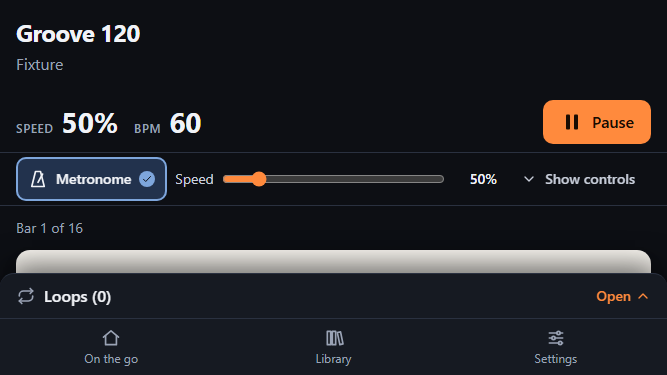 Groove 120
Fixture
SPEED 50% BPM 60
Pause
Metronome
Speed
50%
Show controls
Bar 1 of 16
Loops (0)
Open
On the go
Library
Settings